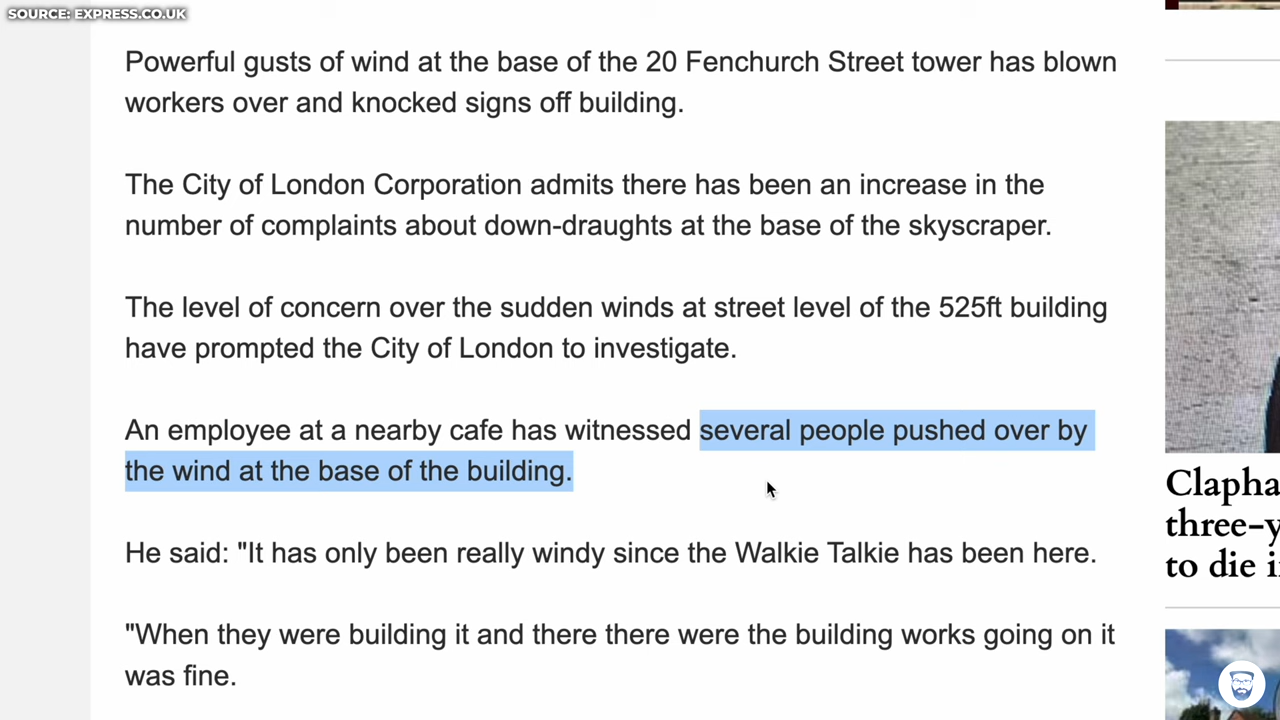 SOURCE: EXPRESS.CO.UK
Powerful gusts of wind at the base of the 20 Fenchurch Street tower has blown
workers over and knocked signs off building.
The City of London Corporation admits there has been an increase in the
number of complaints about down-draughts at the base of the skyscraper.
The level of concern over the sudden winds at street level of the 525ft building
have prompted the City of London to investigate.
An employee at a nearby cafe has witnessed several people pushed over by
the wind at the base of the building.
He said: "It has only been really windy since the Walkie Talkie has been here.
"When they were building it and there there were the building works going on it
was fine.
Clapha
three-y
to die i